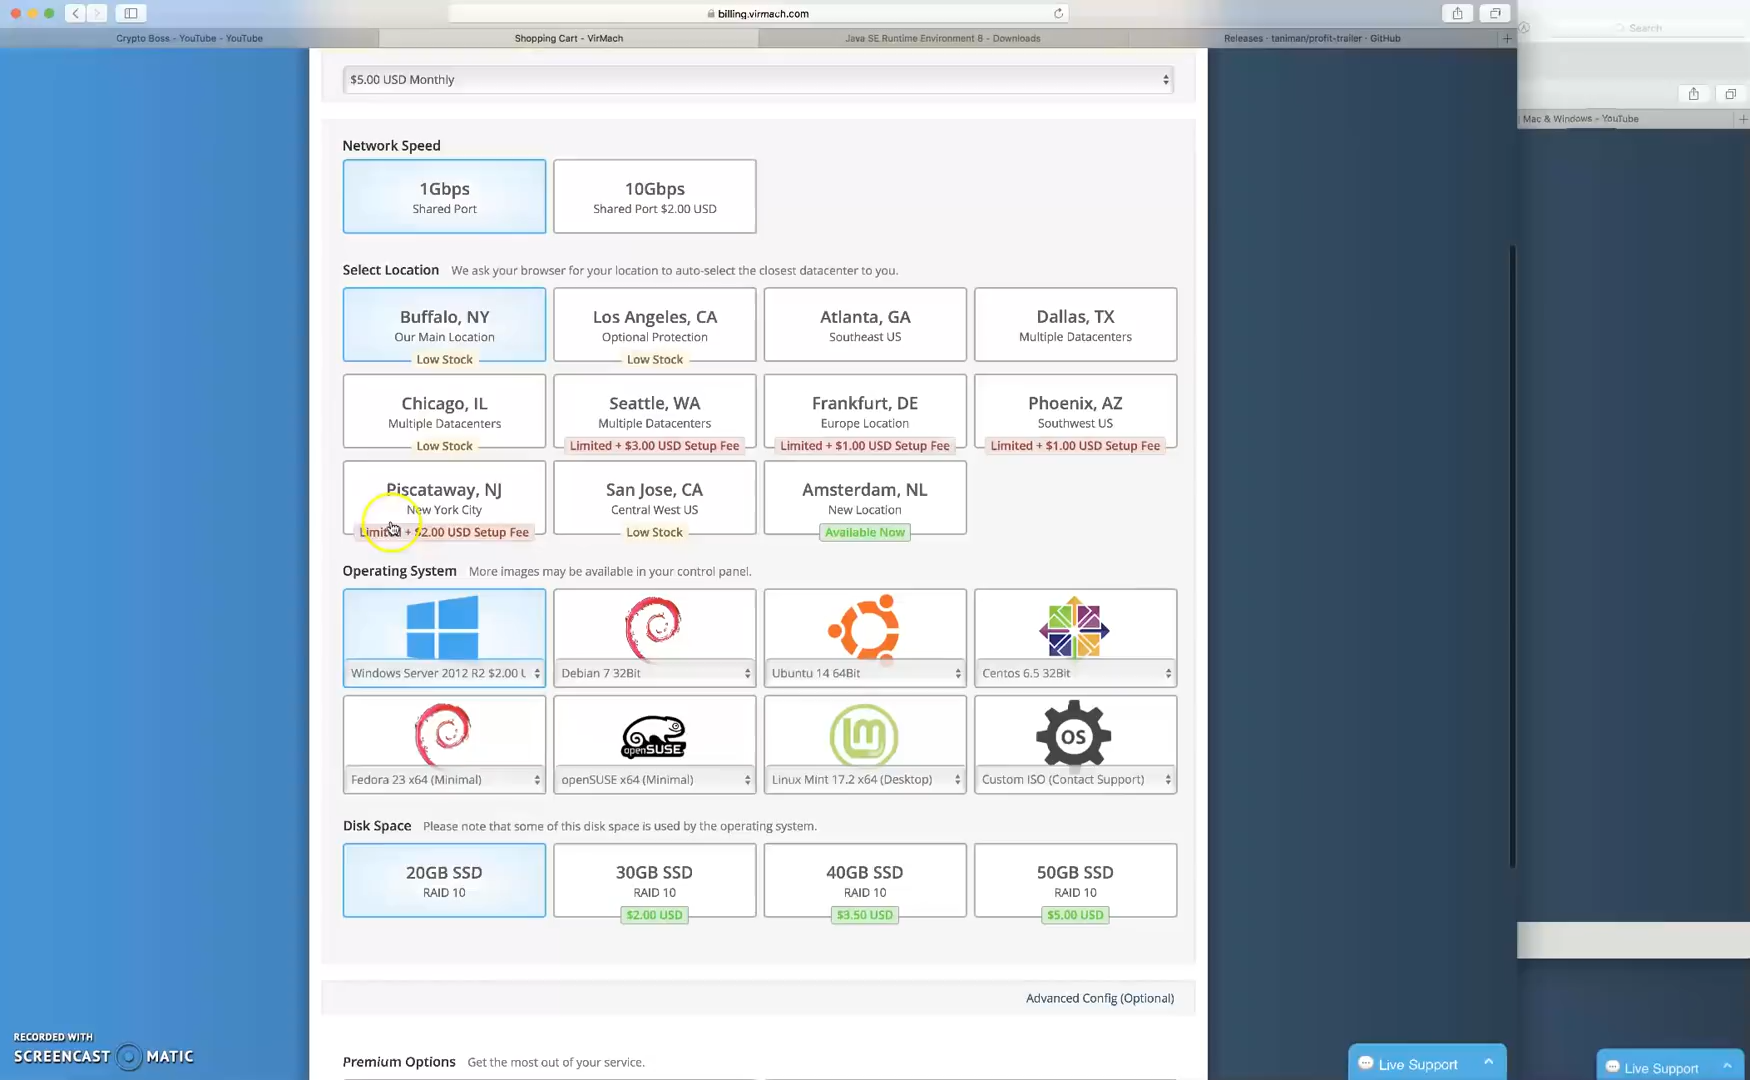 billing.virmach.com
Search
Crypto Boss - YouTube - YouTube
Shopping Cart - VirMach
Java SE Runtime Environment 8 - Downloads
Releases · taniman/profit-trailer · GitHub
Mac & Windows - YouTube
$5.00 USD Monthly
Network Speed
1Gbps
Shared Port
10Gbps
Shared Port $2.00 USD
Select Location We ask your browser for your location to auto-select the closest datacenter to you.
Buffalo, NY
Our Main Location
Low Stock
Los Angeles, CA
Optional Protection
Low Stock
Atlanta, GA
Southeast US
Dallas, TX
Multiple Datacenters
Chicago, IL
Multiple Datacenters
Low Stock
Seattle, WA
Multiple Datacenters
Limited + $3.00 USD Setup Fee
Frankfurt, DE
Europe Location
Limited + $1.00 USD Setup Fee
Phoenix, AZ
Southwest US
Limited + $1.00 USD Setup Fee
Piscataway, NJ
New York City
Limited + $2.00 USD Setup Fee
San Jose, CA
Central West US
Low Stock
Amsterdam, NL
New Location
Available Now
Operating System More images may be available in your control panel.
Windows Server 2012 R2 $2.00 U
Debian 7 32Bit
Ubuntu 14 64Bit
Centos 6.5 32Bit
Fedora 23 x64 (Minimal)
openSUSE
openSUSE x64 (Minimal)
Linux Mint 17.2 x64 (Desktop)
OS
Custom ISO (Contact Support)
Disk Space Please note that some of this disk space is used by the operating system.
20GB SSD
RAID 10
30GB SSD
RAID 10
$2.00 USD
40GB SSD
RAID 10
$3.50 USD
50GB SSD
RAID 10
$5.00 USD
Advanced Config (Optional)
Premium Options Get the most out of your service.
RECORDED WITH
SCREENCAST MATIC
Live Support
Live Support